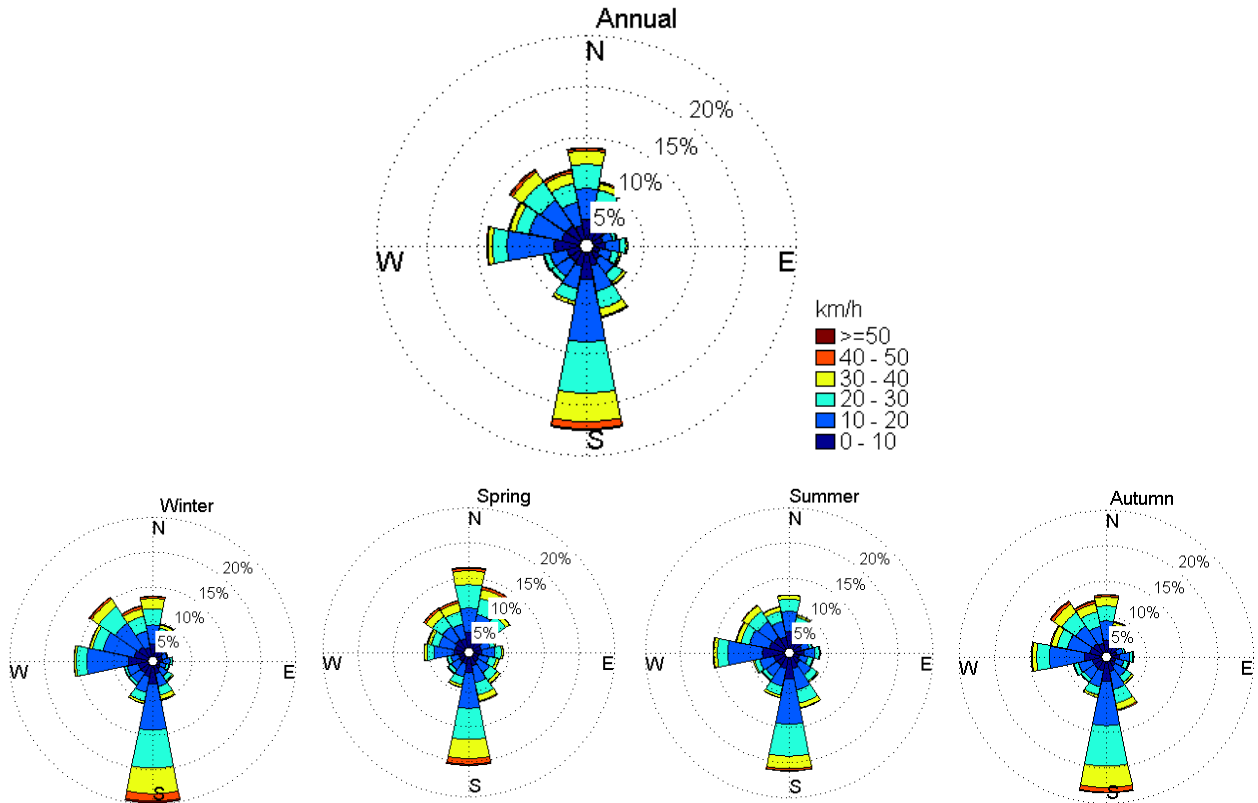 Annual
N
20%
15%
10%
5%
W
E
S
km/h
>=50
40 - 50
30 - 40
20 - 30
10 - 20
0 - 10
Winter
N
20%
15%
10%
5%
W
E
S
Spring
N
20%
15%
10%
5%
W
E
S
Summer
N
20%
15%
10%
5%
W
E
S
Autumn
N
20%
15%
10%
5%
W
E
S